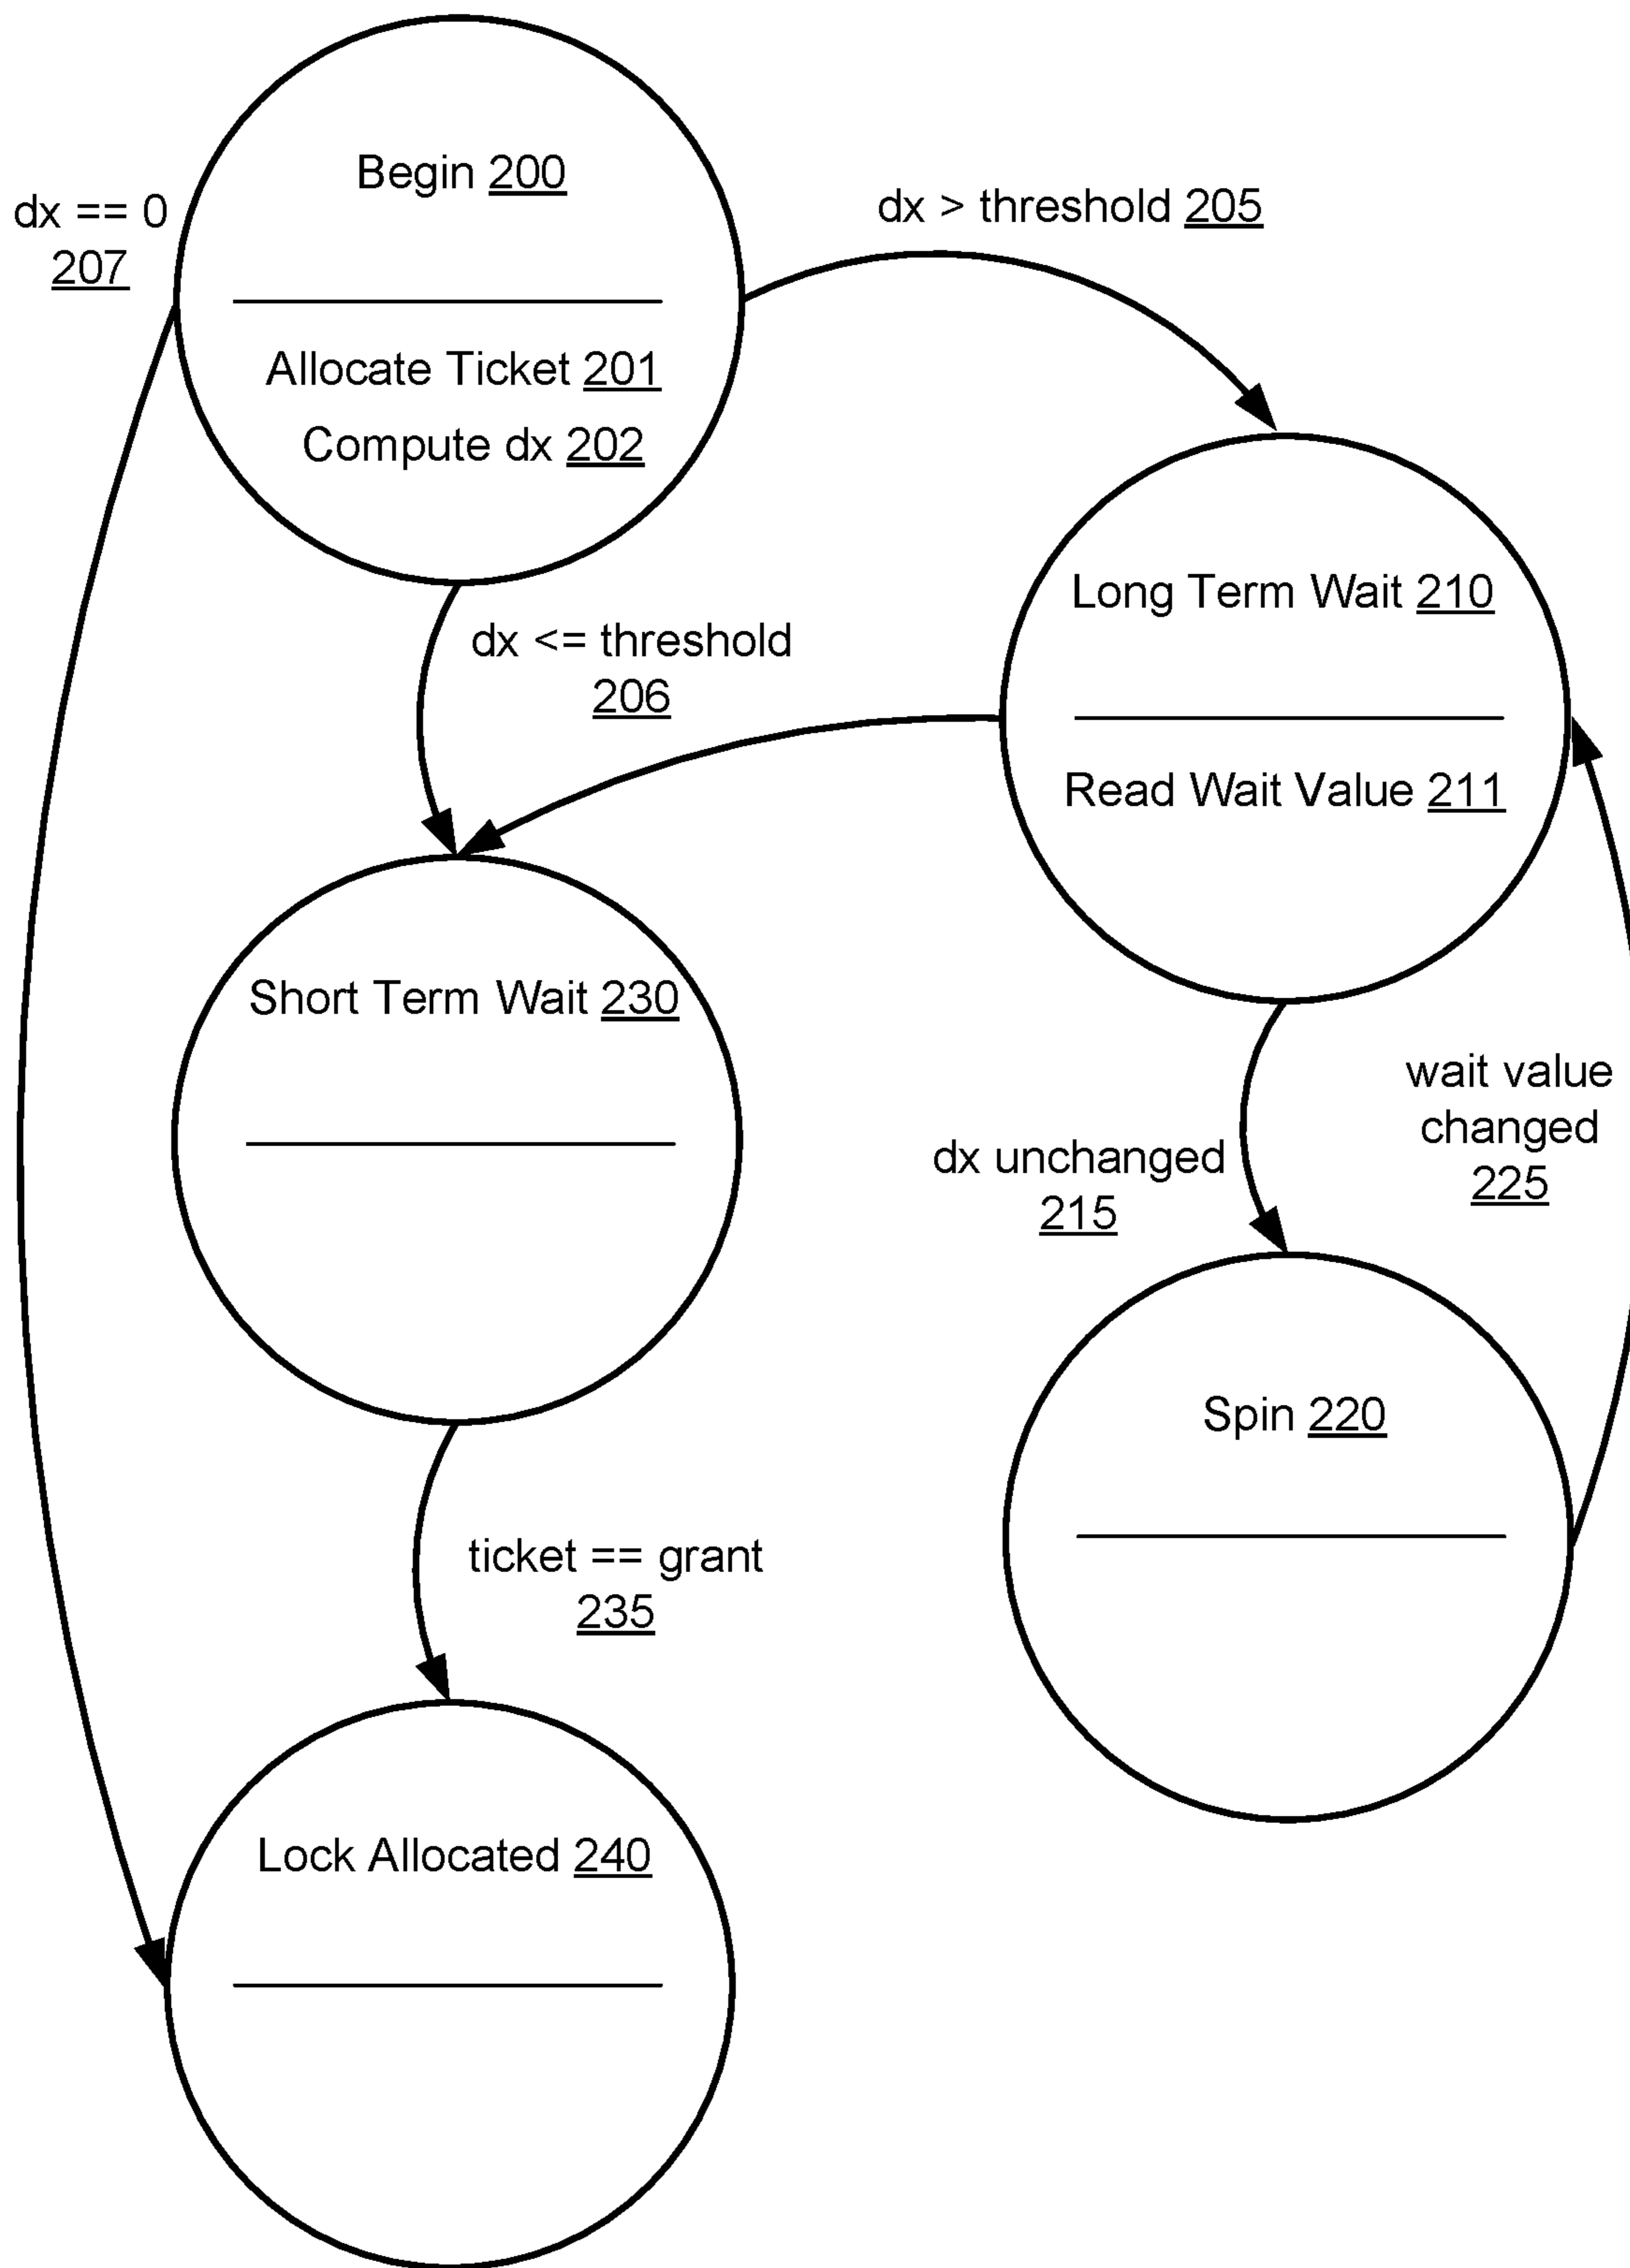 Begin 200
dx == 0
207
dx > threshold 205
Allocate Ticket 201
Compute dx 202
Long Term Wait 210
dx <= threshold
206
Read Wait Value 211
Short Term Wait 230
wait value
changed
225
dx unchanged
215
Spin 220
ticket == grant
235
Lock Allocated 240